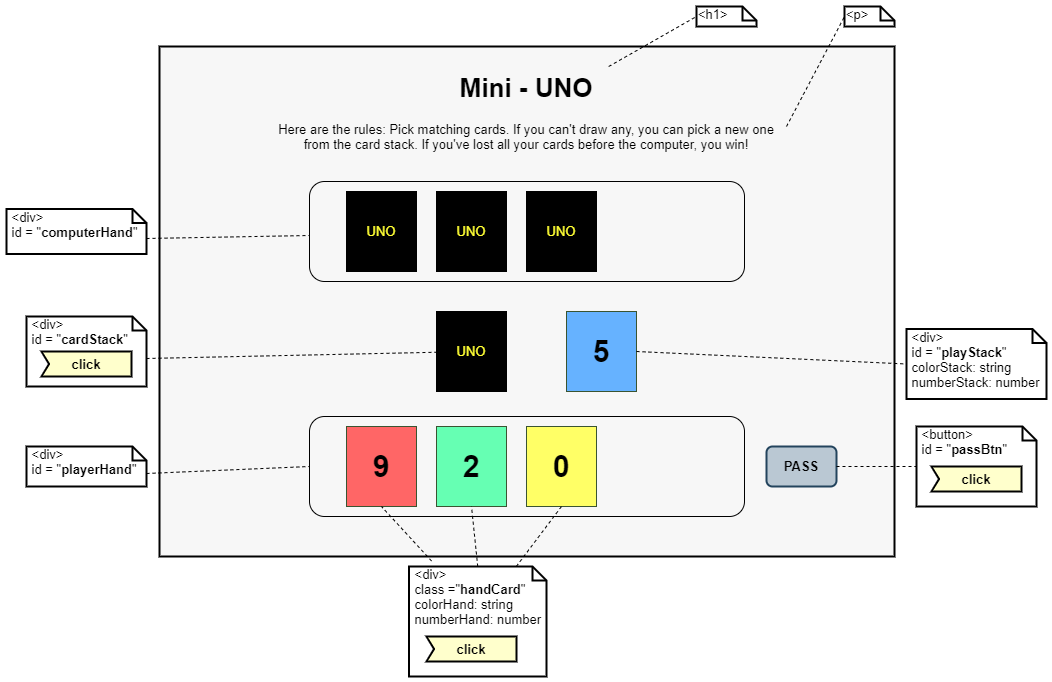 <h1>
<p>
Mini - UNO
Here are the rules: Pick matching cards. If you can't draw any, you can pick a new one
from the card stack. If you've lost all your cards before the computer, you win!
<div>
id = "computerHand"
UNO UNO UNO
<div>
id = "cardStack"
click
UNO
5
<div>
id = "playStack"
colorStack: string
numberStack: number
<div>
id = "playerHand"
9 2 0
PASS
<button>
id = "passBtn"
click
<div>
class ="handCard"
colorHand: string
numberHand: number
click